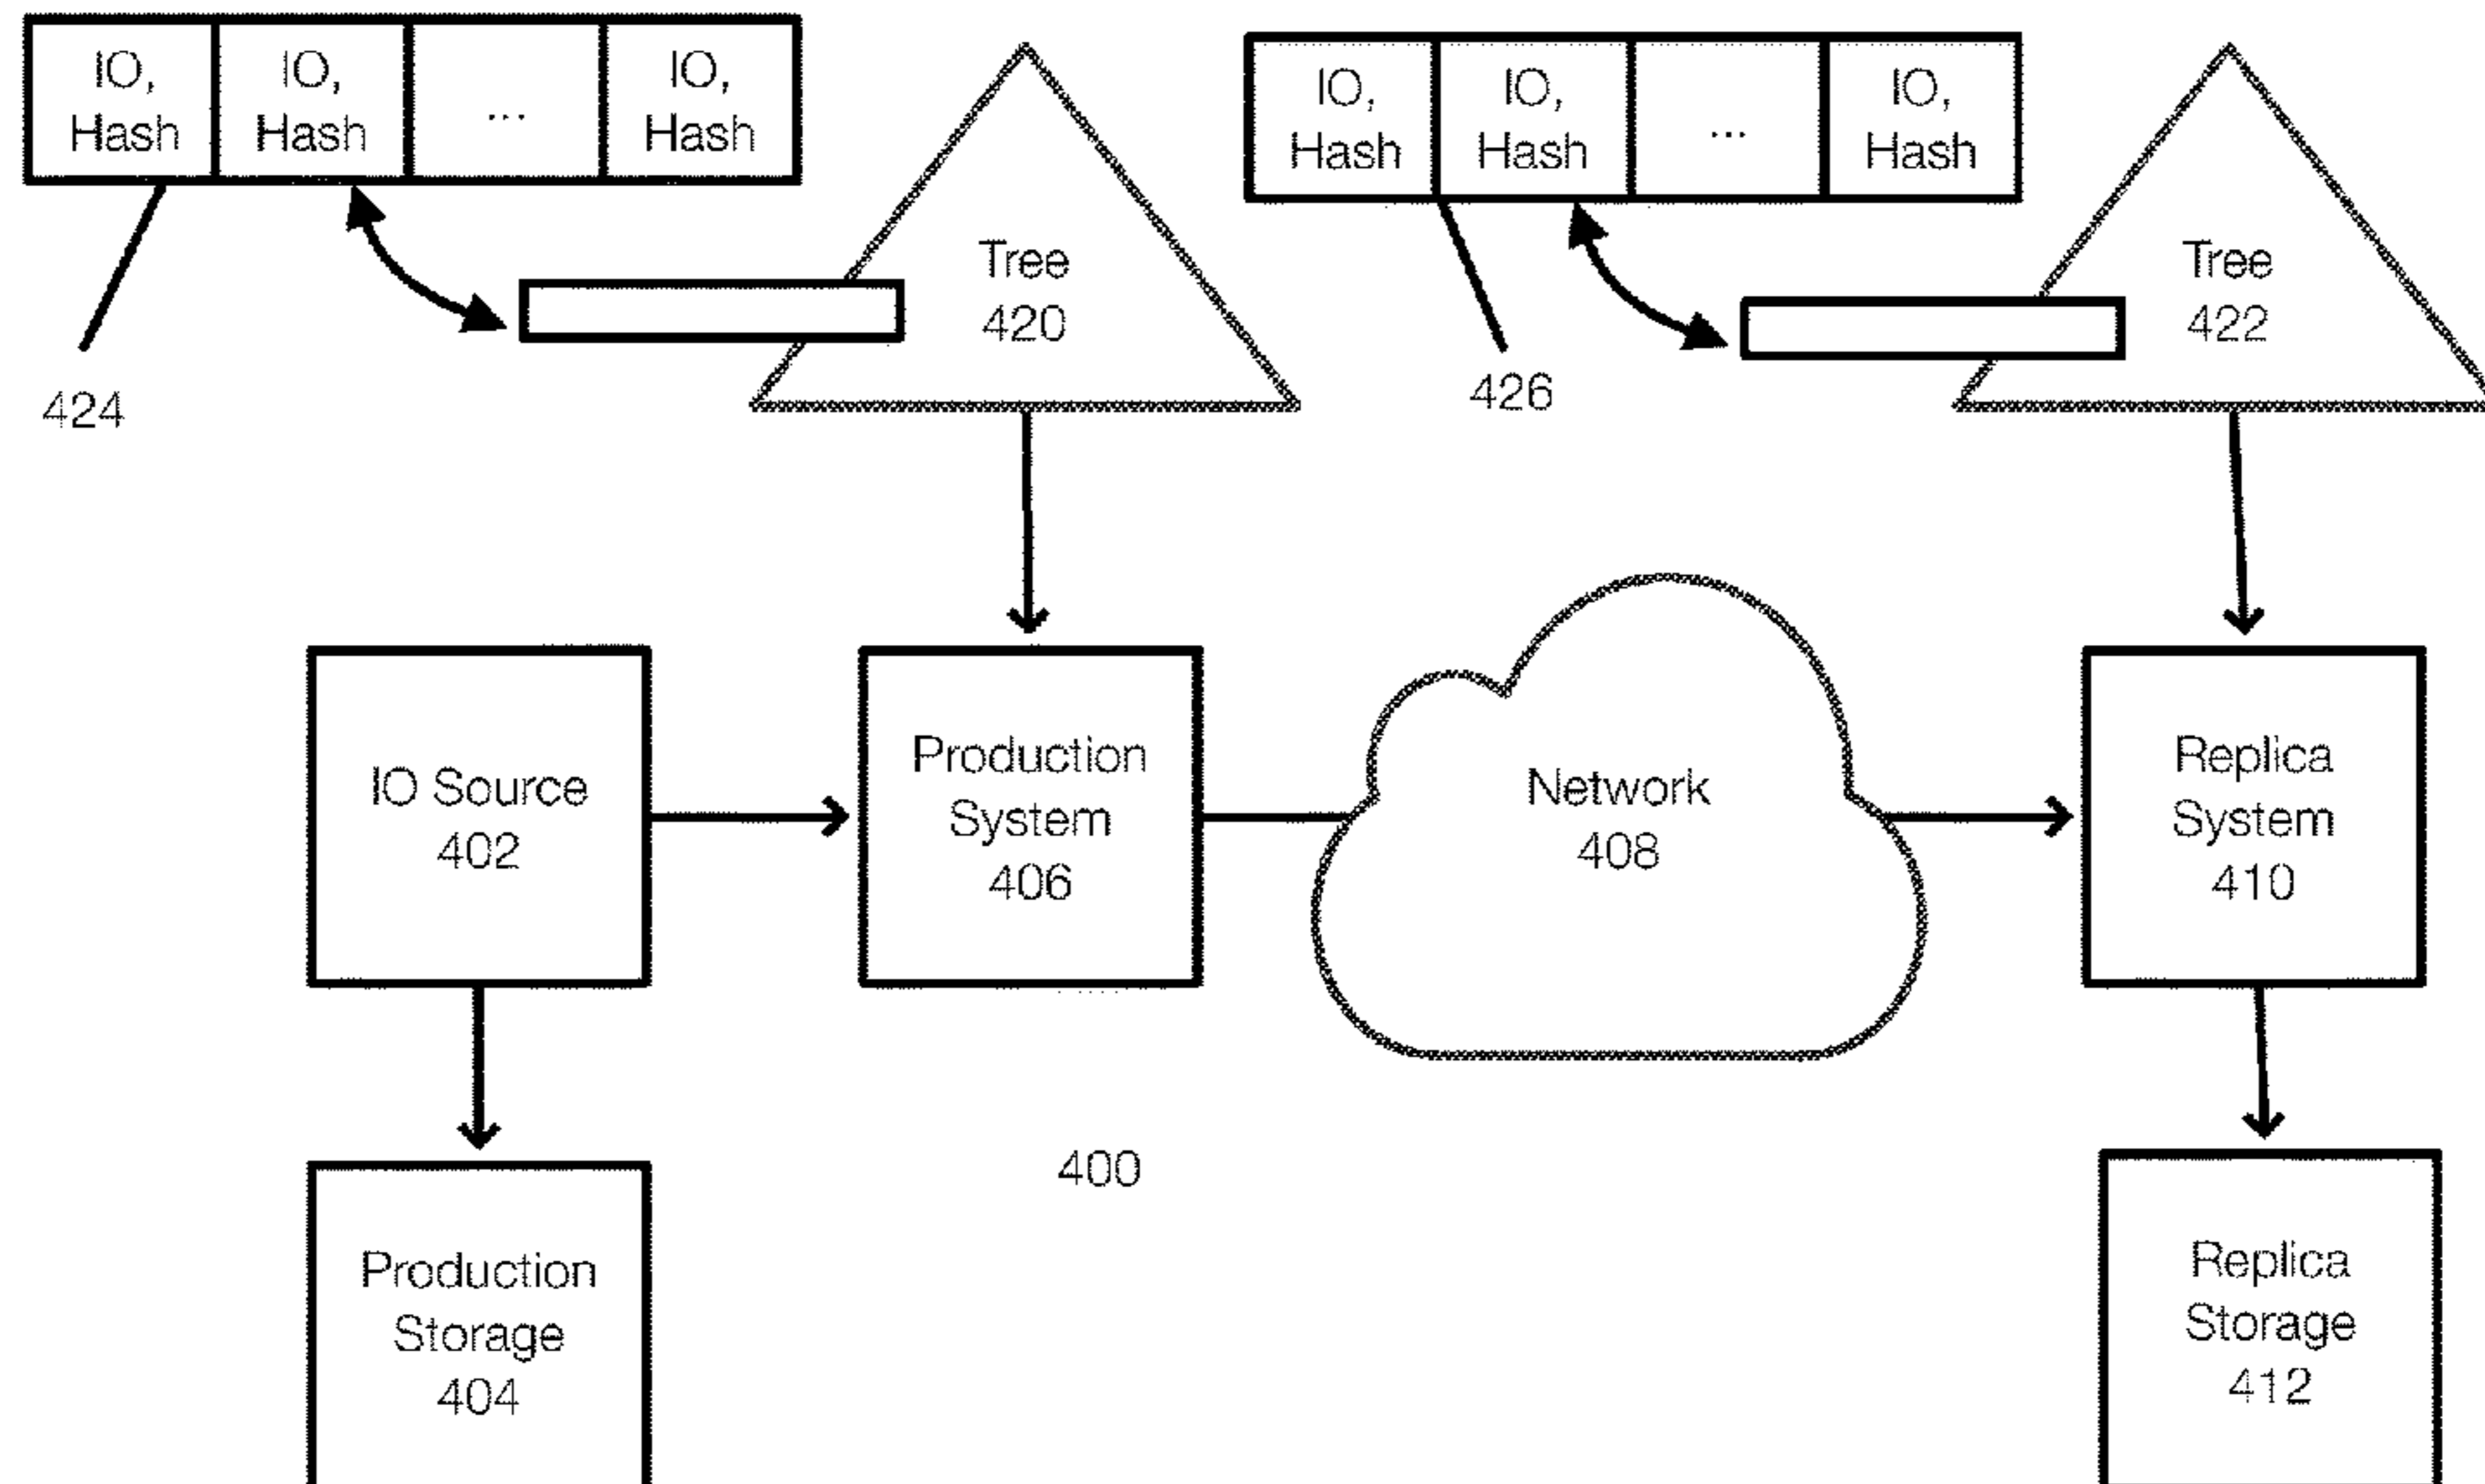 IO,
Hash
IO,
Hash
...
IO,
Hash
424
Tree
420
IO,
Hash
IO,
Hash
...
IO,
Hash
426
Tree
422
IO Source
402
Production
System
406
Network
408
Replica
System
410
400
Production
Storage
404
Replica
Storage
412